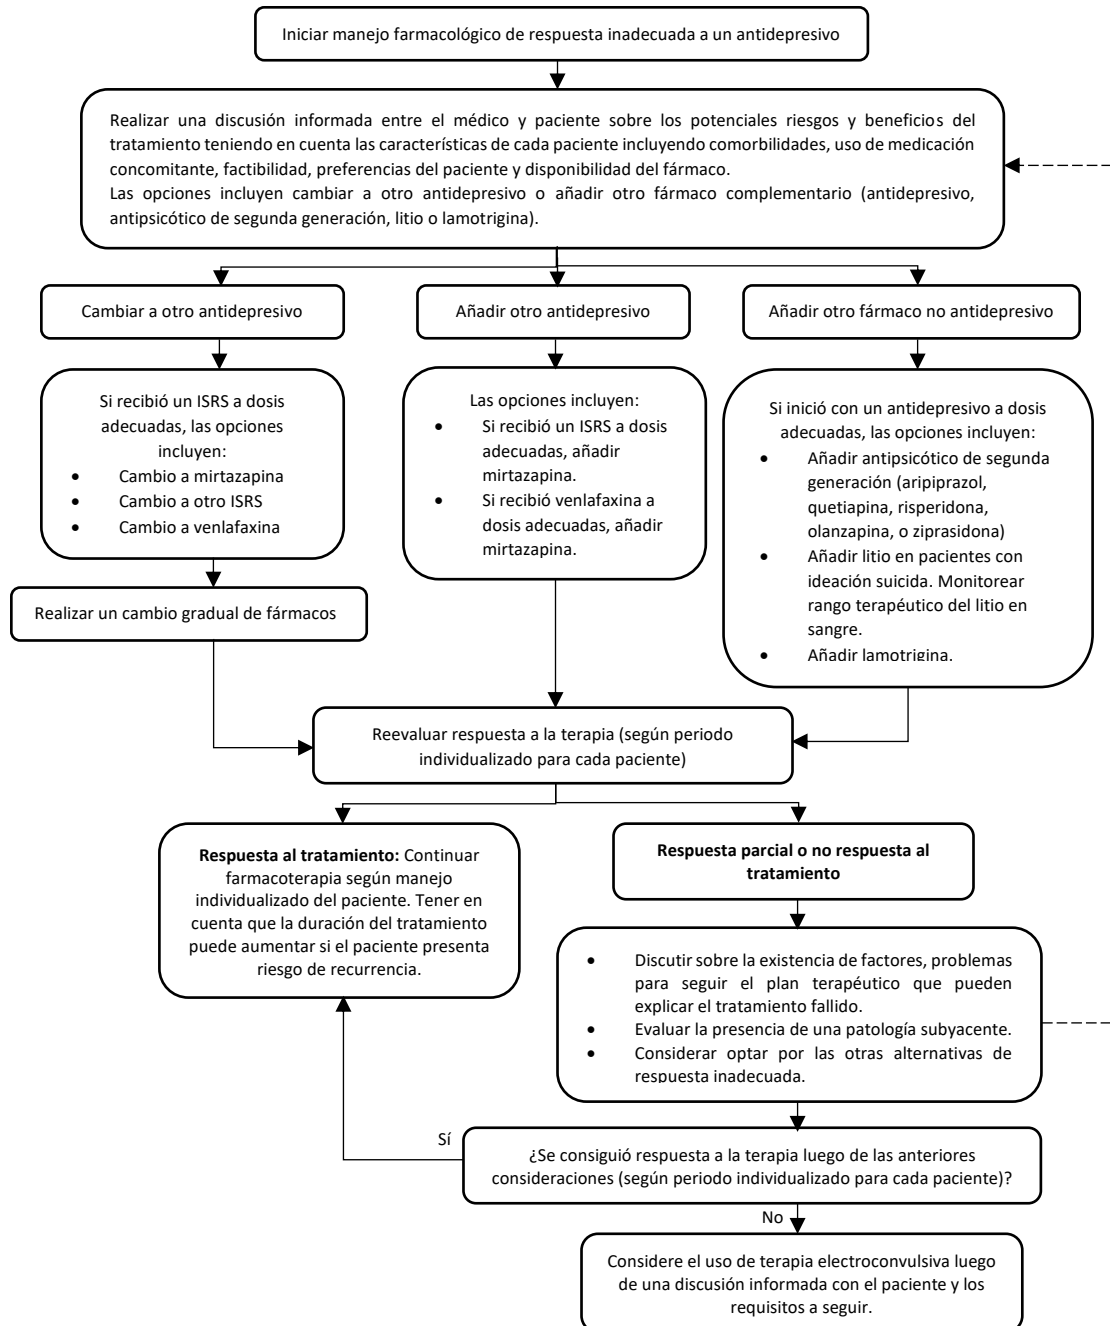 Iniciar manejo farmacológico de respuesta inadecuada a un antidepresivo
Realizar una discusión informada entre el médico y paciente sobre los potenciales riesgos y beneficios del
tratamiento teniendo en cuenta las características de cada paciente incluyendo comorbilidades, uso de medicación
concomitante, factibilidad, preferencias del paciente y disponibilidad del fármaco.
Las opciones incluyen cambiar a otro antidepresivo o añadir otro fármaco complementario (antidepresivo,
antipsicótico de segunda generación, litio o lamotrigina).
Cambiar a otro antidepresivo
Añadir otro antidepresivo
Añadir otro fármaco no antidepresivo
Si recibió un ISRS a dosis
adecuadas, las opciones
incluyen:
• Cambio a mirtazapina
• Cambio a otro ISRS
• Cambio a venlafaxina
Realizar un cambio gradual de fármacos
Las opciones incluyen:
• Si recibió un ISRS a dosis
adecuadas, añadir
mirtazapina.
• Si recibió venlafaxina a
dosis adecuadas, añadir
mirtazapina.
Si inició con un antidepresivo a dosis
adecuadas, las opciones incluyen:
• Añadir antipsicótico de segunda
generación (aripiprazol,
quetiapina, risperidona,
olanzapina, o ziprasidona)
• Añadir litio en pacientes con
ideación suicida. Monitorear
rango terapéutico del litio en
sangre.
• Añadir lamotrigina.
Reevaluar respuesta a la terapia (según periodo
individualizado para cada paciente)
Respuesta al tratamiento: Continuar
farmacoterapia según manejo
individualizado del paciente. Tener en
cuenta que la duración del tratamiento
puede aumentar si el paciente presenta
riesgo de recurrencia.
Respuesta parcial o no respuesta al
tratamiento
• Discutir sobre la existencia de factores, problemas
para seguir el plan terapéutico que pueden
explicar el tratamiento fallido.
• Evaluar la presencia de una patología subyacente.
• Considerar optar por las otras alternativas de
respuesta inadecuada.
Sí
¿Se consiguió respuesta a la terapia luego de las anteriores
consideraciones (según periodo individualizado para cada paciente)?
No
Considere el uso de terapia electroconvulsiva luego
de una discusión informada con el paciente y los
requisitos a seguir.